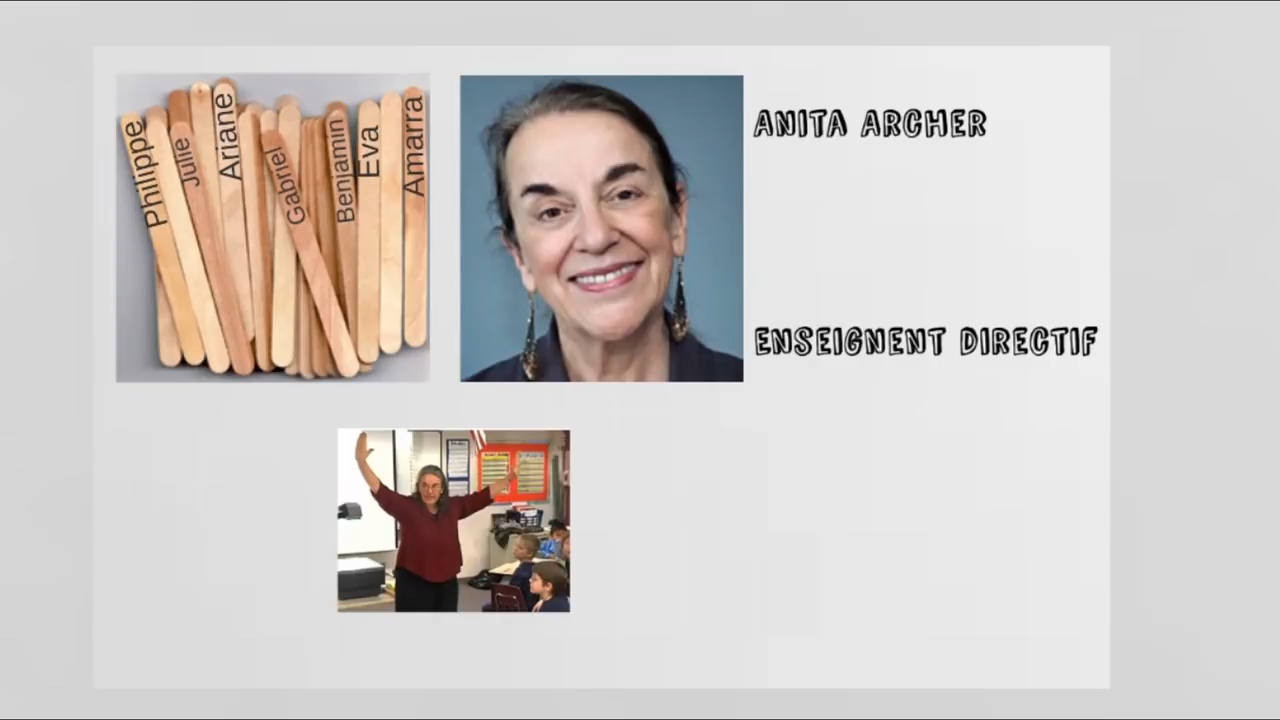 Philippe
Julie
Ariane
Gabriel
Benjamin
Eva
Amarra
ANITA ARCHER
ENSEIGNENT DIRECTIF